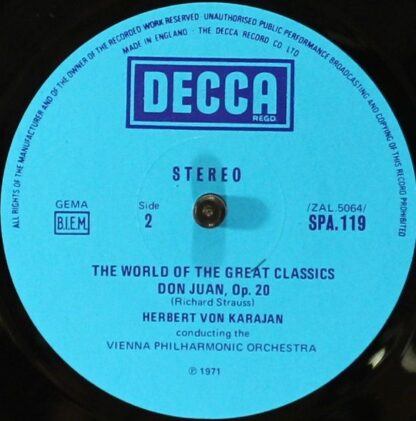 ALL RIGHTS OF THE MANUFACTURER AND OF THE OWNER OF THE RECORDED WORK RESERVED · UNAUTHORISED PUBLIC PERFORMANCE BROADCASTING AND COPYING OF THIS RECORD PROHIBITED
MADE IN ENGLAND · THE DECCA RECORD CO LTD
DECCA
REGD.
STEREO
GEMA
B.I.E.M.
Side
2
/ZAL.5064/
SPA.119
THE WORLD OF THE GREAT CLASSICS
DON JUAN, Op. 20
(Richard Strauss)
HERBERT VON KARAJAN
conducting the
VIENNA PHILHARMONIC ORCHESTRA
℗ 1971